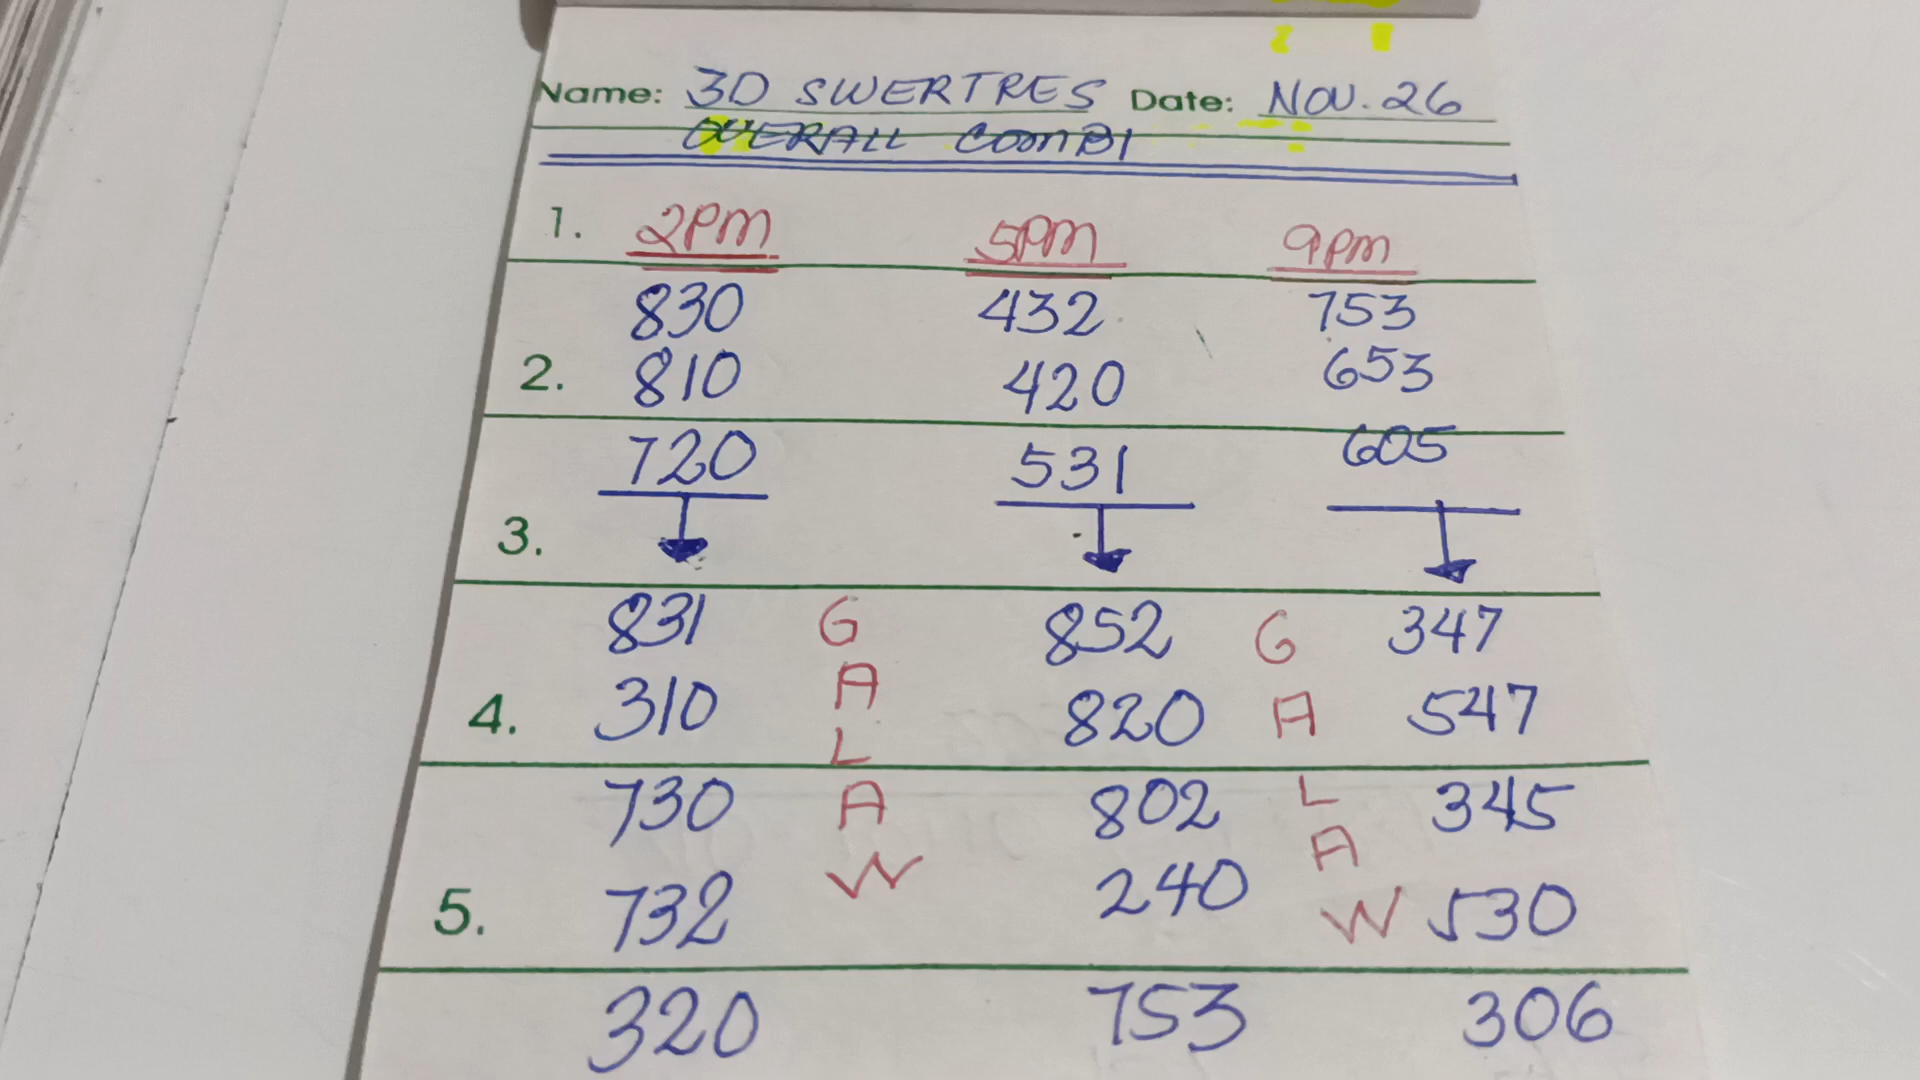 Name: 3D SWERTRES Date: NOV. 26
OVERALL COMBI
1. 2PM 5PM 9PM
830 432 753
2. 810 420 653
720 531 605
3.
831 G 852 G 347
4. 310 A 820 A 547
L
730 A 802 L 345
A
5. 732 W 240 W 530
320 753 306